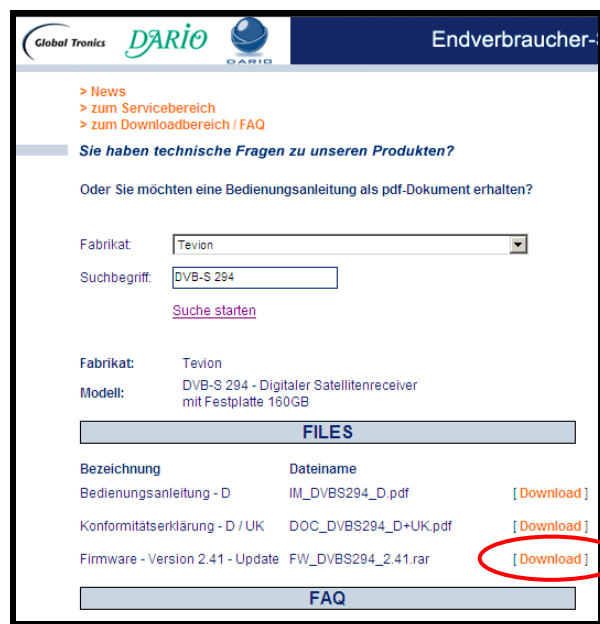 Global Tronics DARIO DARIO Endverbraucher-
> News
> zum Servicebereich
> zum Downloadbereich / FAQ
Sie haben technische Fragen zu unseren Produkten?
Oder Sie möchten eine Bedienungsanleitung als pdf-Dokument erhalten?
Fabrikat: Tevion
Suchbegriff: DVB-S 294
Suche starten
Fabrikat: Tevion
Modell: DVB-S 294 - Digitaler Satellitenreceiver
mit Festplatte 160GB
FILES
Bezeichnung Dateiname
Bedienungsanleitung - D IM_DVBS294_D.pdf [ Download ]
Konformitätserklärung - D / UK DOC_DVBS294_D+UK.pdf [ Download ]
Firmware - Version 2.41 - Update FW_DVBS294_2.41.rar [ Download ]
FAQ